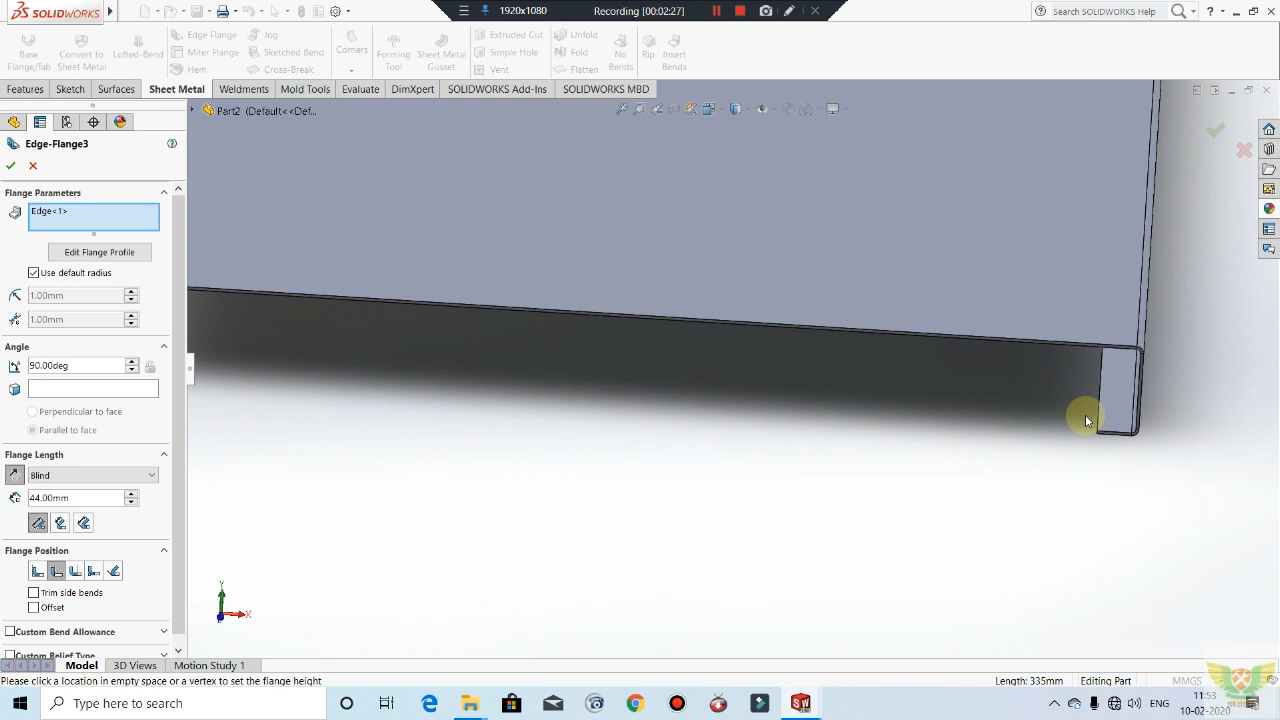 SOLIDWORKS
1920x1080
Recording [00:02:27]
Search SOLIDWORKS Help
Base Flange/Tab
Convert to Sheet Metal
Lofted-Bend
Edge Flange
Miter Flange
Hem
Jog
Sketched Bend
Cross-Break
Corners
Forming Tool
Sheet Metal Gusset
Extruded Cut
Simple Hole
Vent
Unfold
Fold
Flatten
No Bends
Rip
Insert Bends
Features
Sketch
Surfaces
Sheet Metal
Weldments
Mold Tools
Evaluate
DimXpert
SOLIDWORKS Add-Ins
SOLIDWORKS MBD
Part2 (Default<<Def...
Edge-Flange3
Flange Parameters
Edge<1>
Edit Flange Profile
Use default radius
1.00mm
1.00mm
Angle
90.00deg
Perpendicular to face
Parallel to face
Flange Length
Blind
44.00mm
Flange Position
Trim side bends
Offset
Custom Bend Allowance
Custom Relief Type
Y
X
Model
3D Views
Motion Study 1
Please click a location in empty space or a vertex to set the flange height
Length: 335mm
Editing Part
MMGS
Type here to search
ENG
11:53
10-02-2020